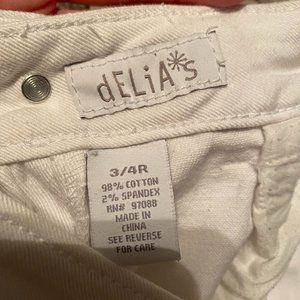 dELiA*s
3/4R
98% COTTON
2% SPANDEX
RN# 97088
MADE IN
CHINA
SEE REVERSE
FOR CARE